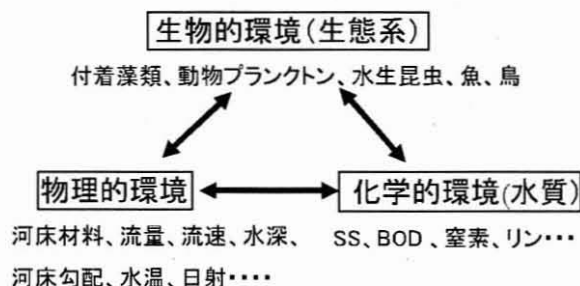 生物的環境(生態系)
付着藻類、動物プランクトン、水生昆虫、魚、鳥
物理的環境
化学的環境(水質)
河床材料、流量、流速、水深、
SS、BOD、窒素、リン・・・
河床勾配、水温、日射・・・・